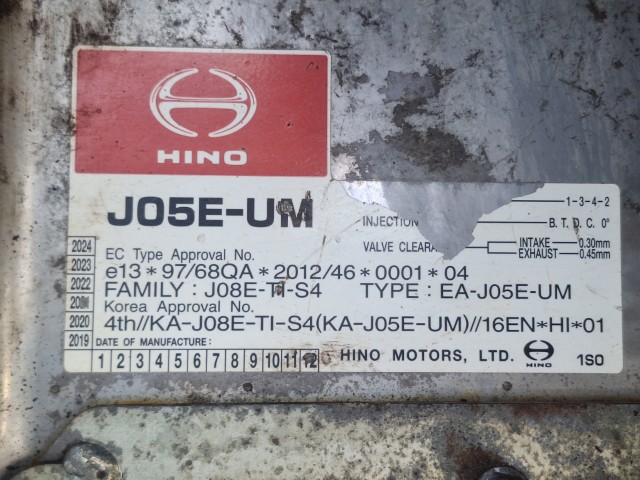 HINO
J05E-UM
1-3-4-2
INJECTION B. T. D. C. 0°
VALVE CLEARA INTAKE 0.30mm
EXHAUST 0.45mm
EC Type Approval No.
e13*97/68QA*2012/46*0001*04
FAMILY : J08E-TI-S4 TYPE : EA-J05E-UM
Korea Approval No.
4th//KA-J08E-TI-S4(KA-J05E-UM)//16EN*HI*01
2024
2023
2022
2020
2019
DATE OF MANUFACTURE :
1 2 3 4 5 6 7 8 9 10 11 12
HINO MOTORS, LTD. HINO 1S0